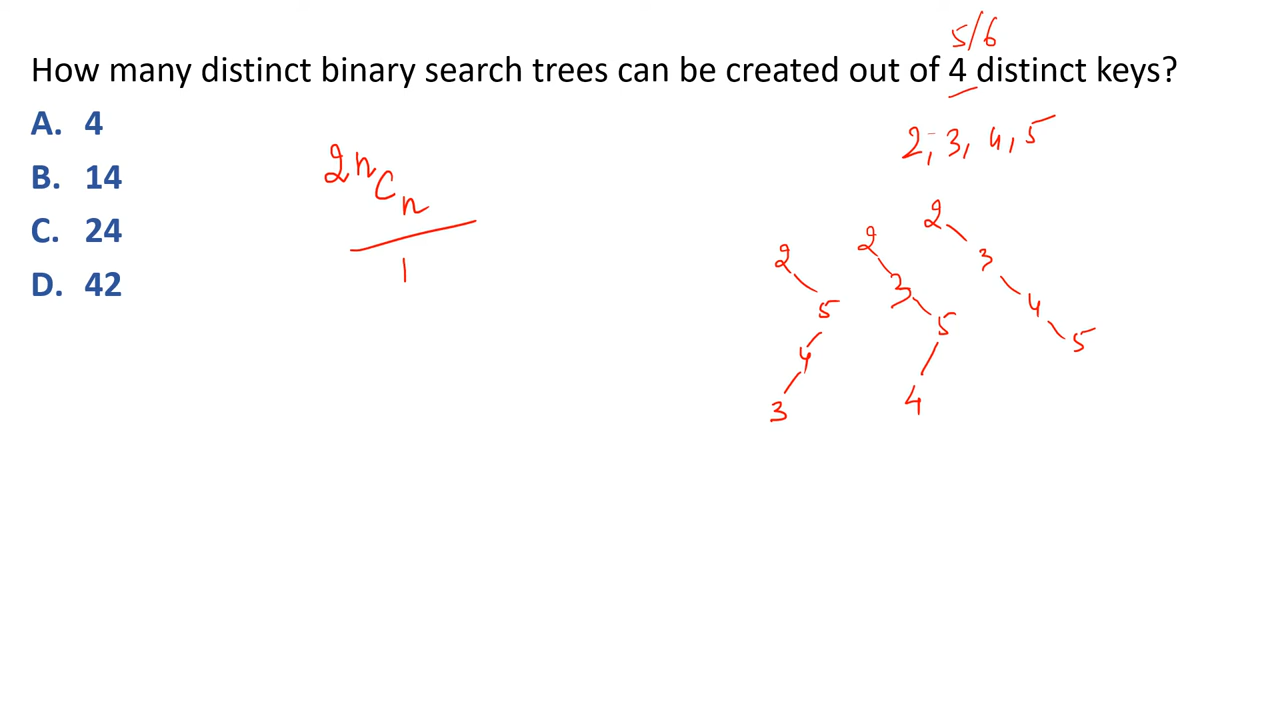 5/6
How many distinct binary search trees can be created out of 4 distinct keys?
A. 4
B. 14
C. 24
D. 42
2nCn
1
2, 3, 4, 5
2
5
4
3
2
3
5
4
2
3
4
5